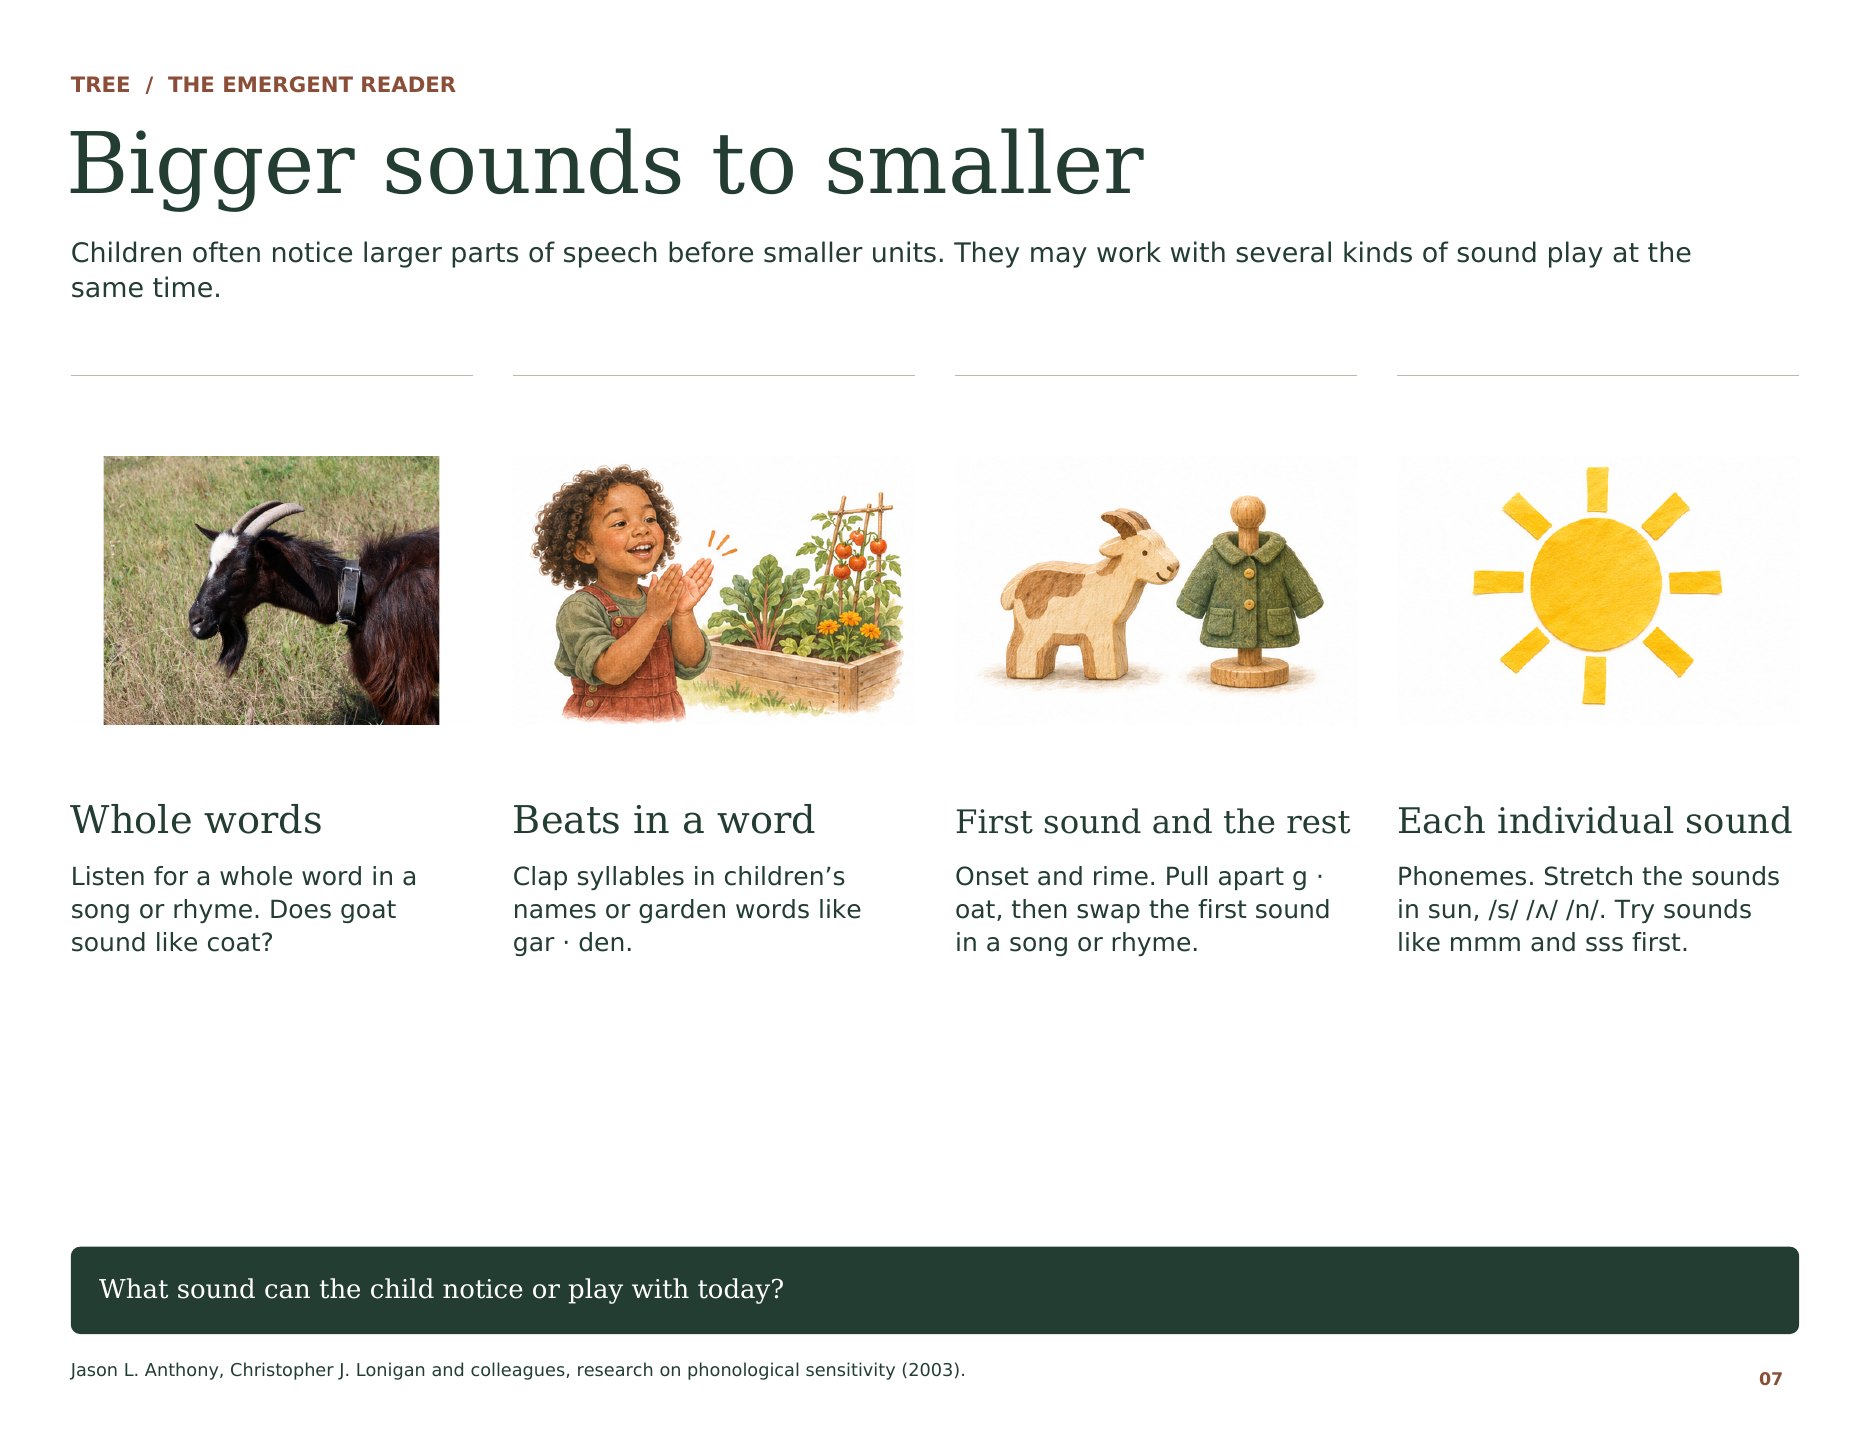 TREE / THE EMERGENT READER
Bigger sounds to smaller
Children often notice larger parts of speech before smaller units. They may work with several kinds of sound play at the
same time.
Whole words
Listen for a whole word in a
song or rhyme. Does goat
sound like coat?
Beats in a word
Clap syllables in children’s
names or garden words like
gar · den.
First sound and the rest
Onset and rime. Pull apart g ·
oat, then swap the first sound
in a song or rhyme.
Each individual sound
Phonemes. Stretch the sounds
in sun, /s/ /ʌ/ /n/. Try sounds
like mmm and sss first.
What sound can the child notice or play with today?
Jason L. Anthony, Christopher J. Lonigan and colleagues, research on phonological sensitivity (2003).
07